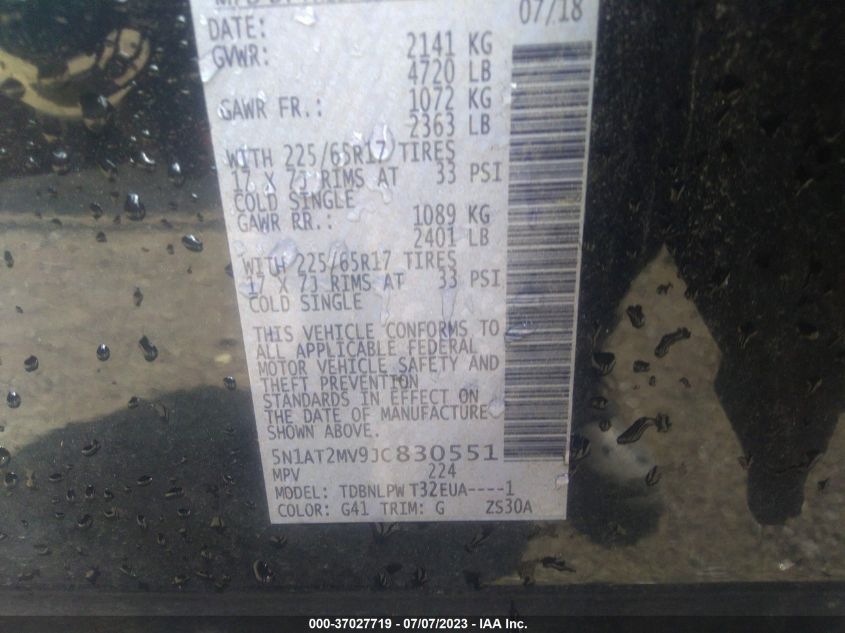 07/18
DATE:
GVWR: 2141 KG
4720 LB
GAWR FR.: 1072 KG
2363 LB
WITH 225/65R17 TIRES
17 X 7J RIMS AT 33 PSI
COLD SINGLE
GAWR RR.: 1089 KG
2401 LB
WITH 225/65R17 TIRES
17 X 7J RIMS AT 33 PSI
COLD SINGLE
THIS VEHICLE CONFORMS TO
ALL APPLICABLE FEDERAL
MOTOR VEHICLE SAFETY AND
THEFT PREVENTION
STANDARDS IN EFFECT ON
THE DATE OF MANUFACTURE
SHOWN ABOVE.
5N1AT2MV9JC830551
MPV 224
MODEL: TDBNLPW T32EUA----1
COLOR: G41 TRIM: G ZS30A
000-37027719 - 07/07/2023 - IAA Inc.